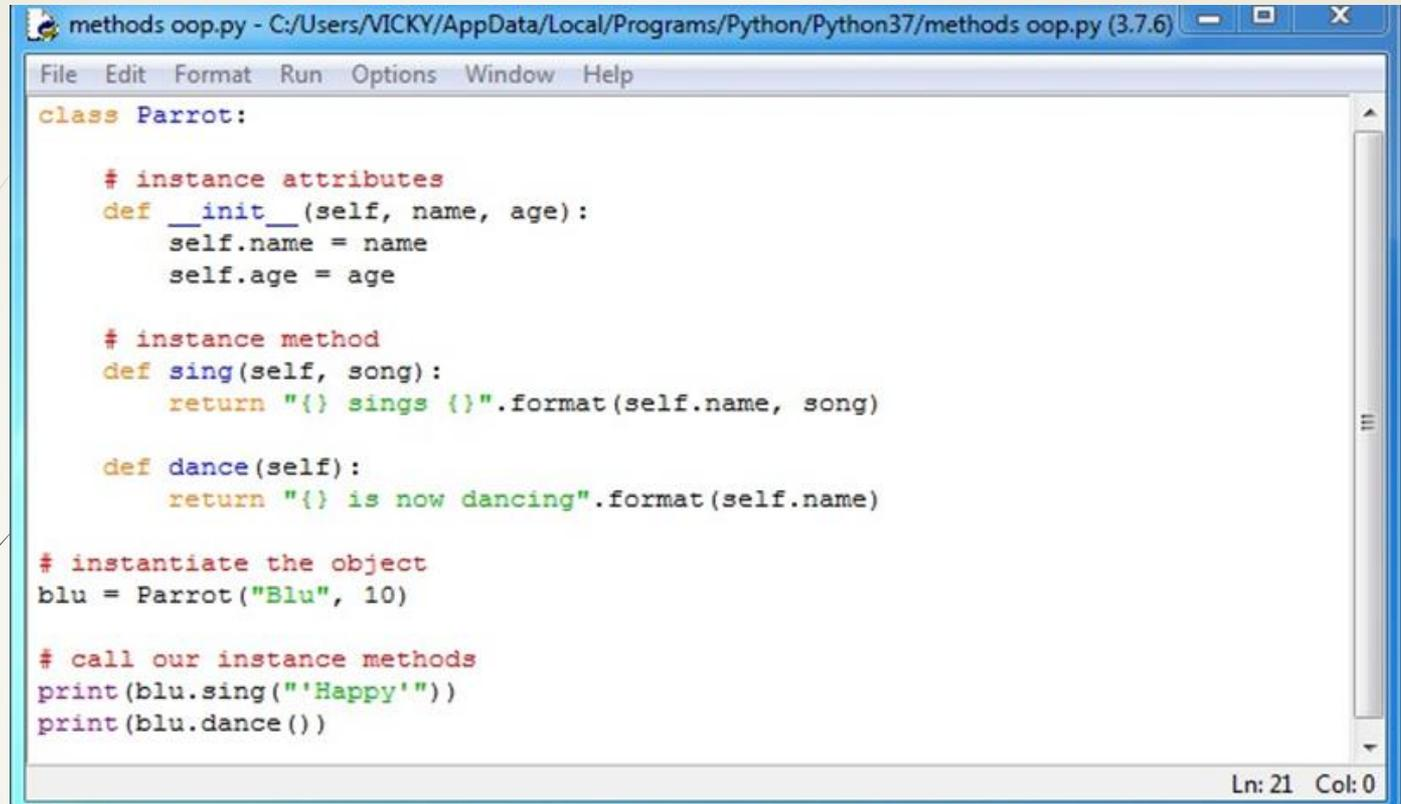 methods oop.py - C:/Users/VICKY/AppData/Local/Programs/Python/Python37/methods oop.py (3.7.6)
File Edit Format Run Options Window Help
class Parrot:

    # instance attributes
    def __init__(self, name, age):
        self.name = name
        self.age = age

    # instance method
    def sing(self, song):
        return "{} sings {}".format(self.name, song)

    def dance(self):
        return "{} is now dancing".format(self.name)

# instantiate the object
blu = Parrot("Blu", 10)

# call our instance methods
print(blu.sing("'Happy'"))
print(blu.dance())
Ln: 21 Col: 0